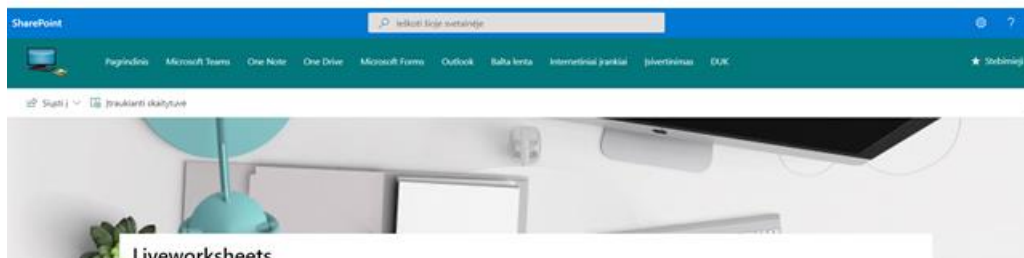 SharePoint
Ieškoti šioje svetainėje
?
Pagrindinis Microsoft Teams One Note One Drive Microsoft Forms Outlook Balta lenta Internetiniai įrankiai Įsivertinimas DUK Stebimieji
Siųsti į Įtraukianti skaitytuvė
Liveworksheets